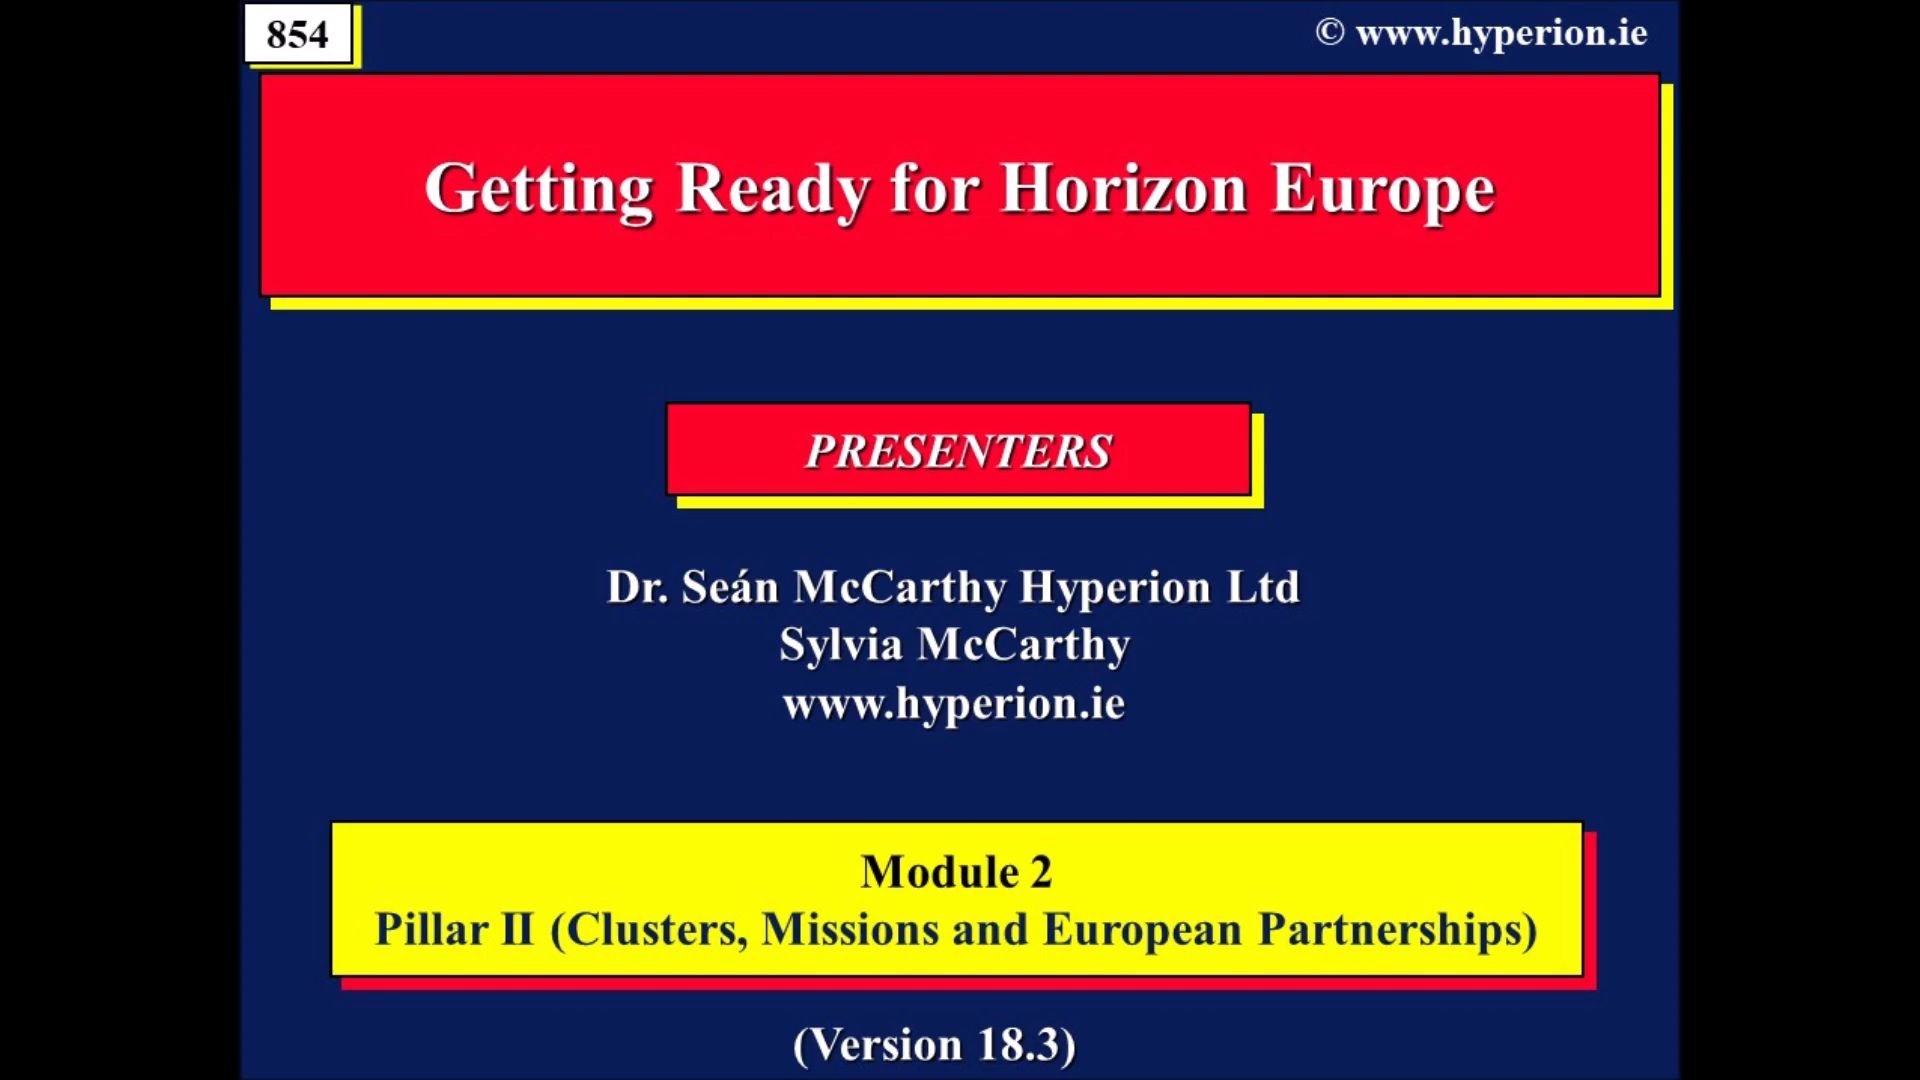 854
© www.hyperion.ie
Getting Ready for Horizon Europe
PRESENTERS
Dr. Seán McCarthy Hyperion Ltd
Sylvia McCarthy
www.hyperion.ie
Module 2
Pillar II (Clusters, Missions and European Partnerships)
(Version 18.3)